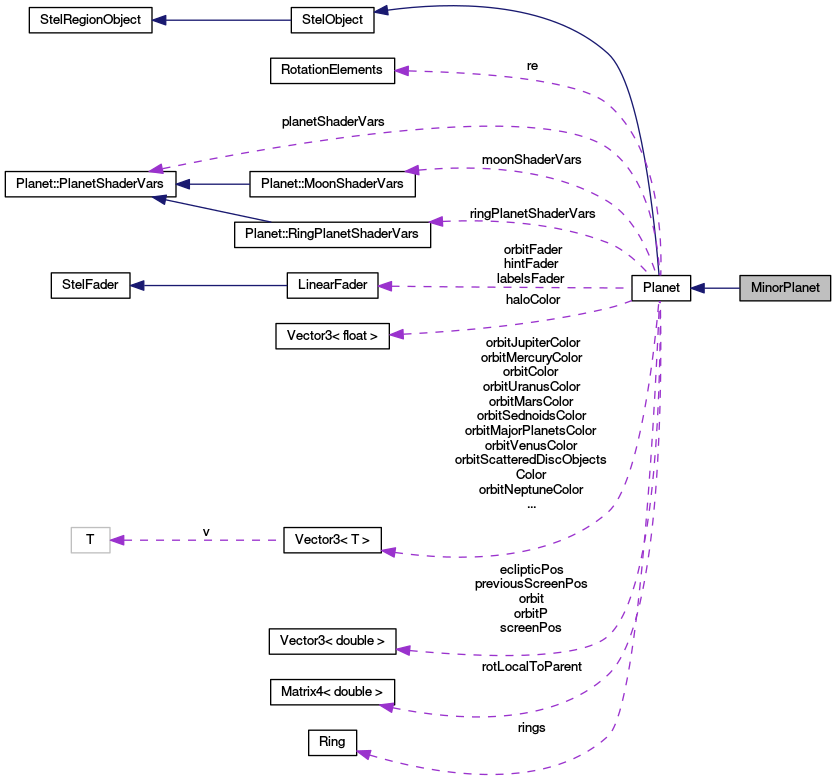 StelRegionObject
StelObject
RotationElements
re
planetShaderVars
Planet::PlanetShaderVars
Planet::MoonShaderVars
moonShaderVars
Planet::RingPlanetShaderVars
ringPlanetShaderVars
StelFader
LinearFader
orbitFader
hintFader
labelsFader
Planet
MinorPlanet
haloColor
Vector3< float >
orbitJupiterColor
orbitMercuryColor
orbitColor
orbitUranusColor
orbitMarsColor
orbitSednoidsColor
orbitMajorPlanetsColor
orbitVenusColor
orbitScatteredDiscObjects
Color
orbitNeptuneColor
...
T
v
Vector3< T >
eclipticPos
previousScreenPos
orbit
orbitP
screenPos
Vector3< double >
rotLocalToParent
Matrix4< double >
rings
Ring